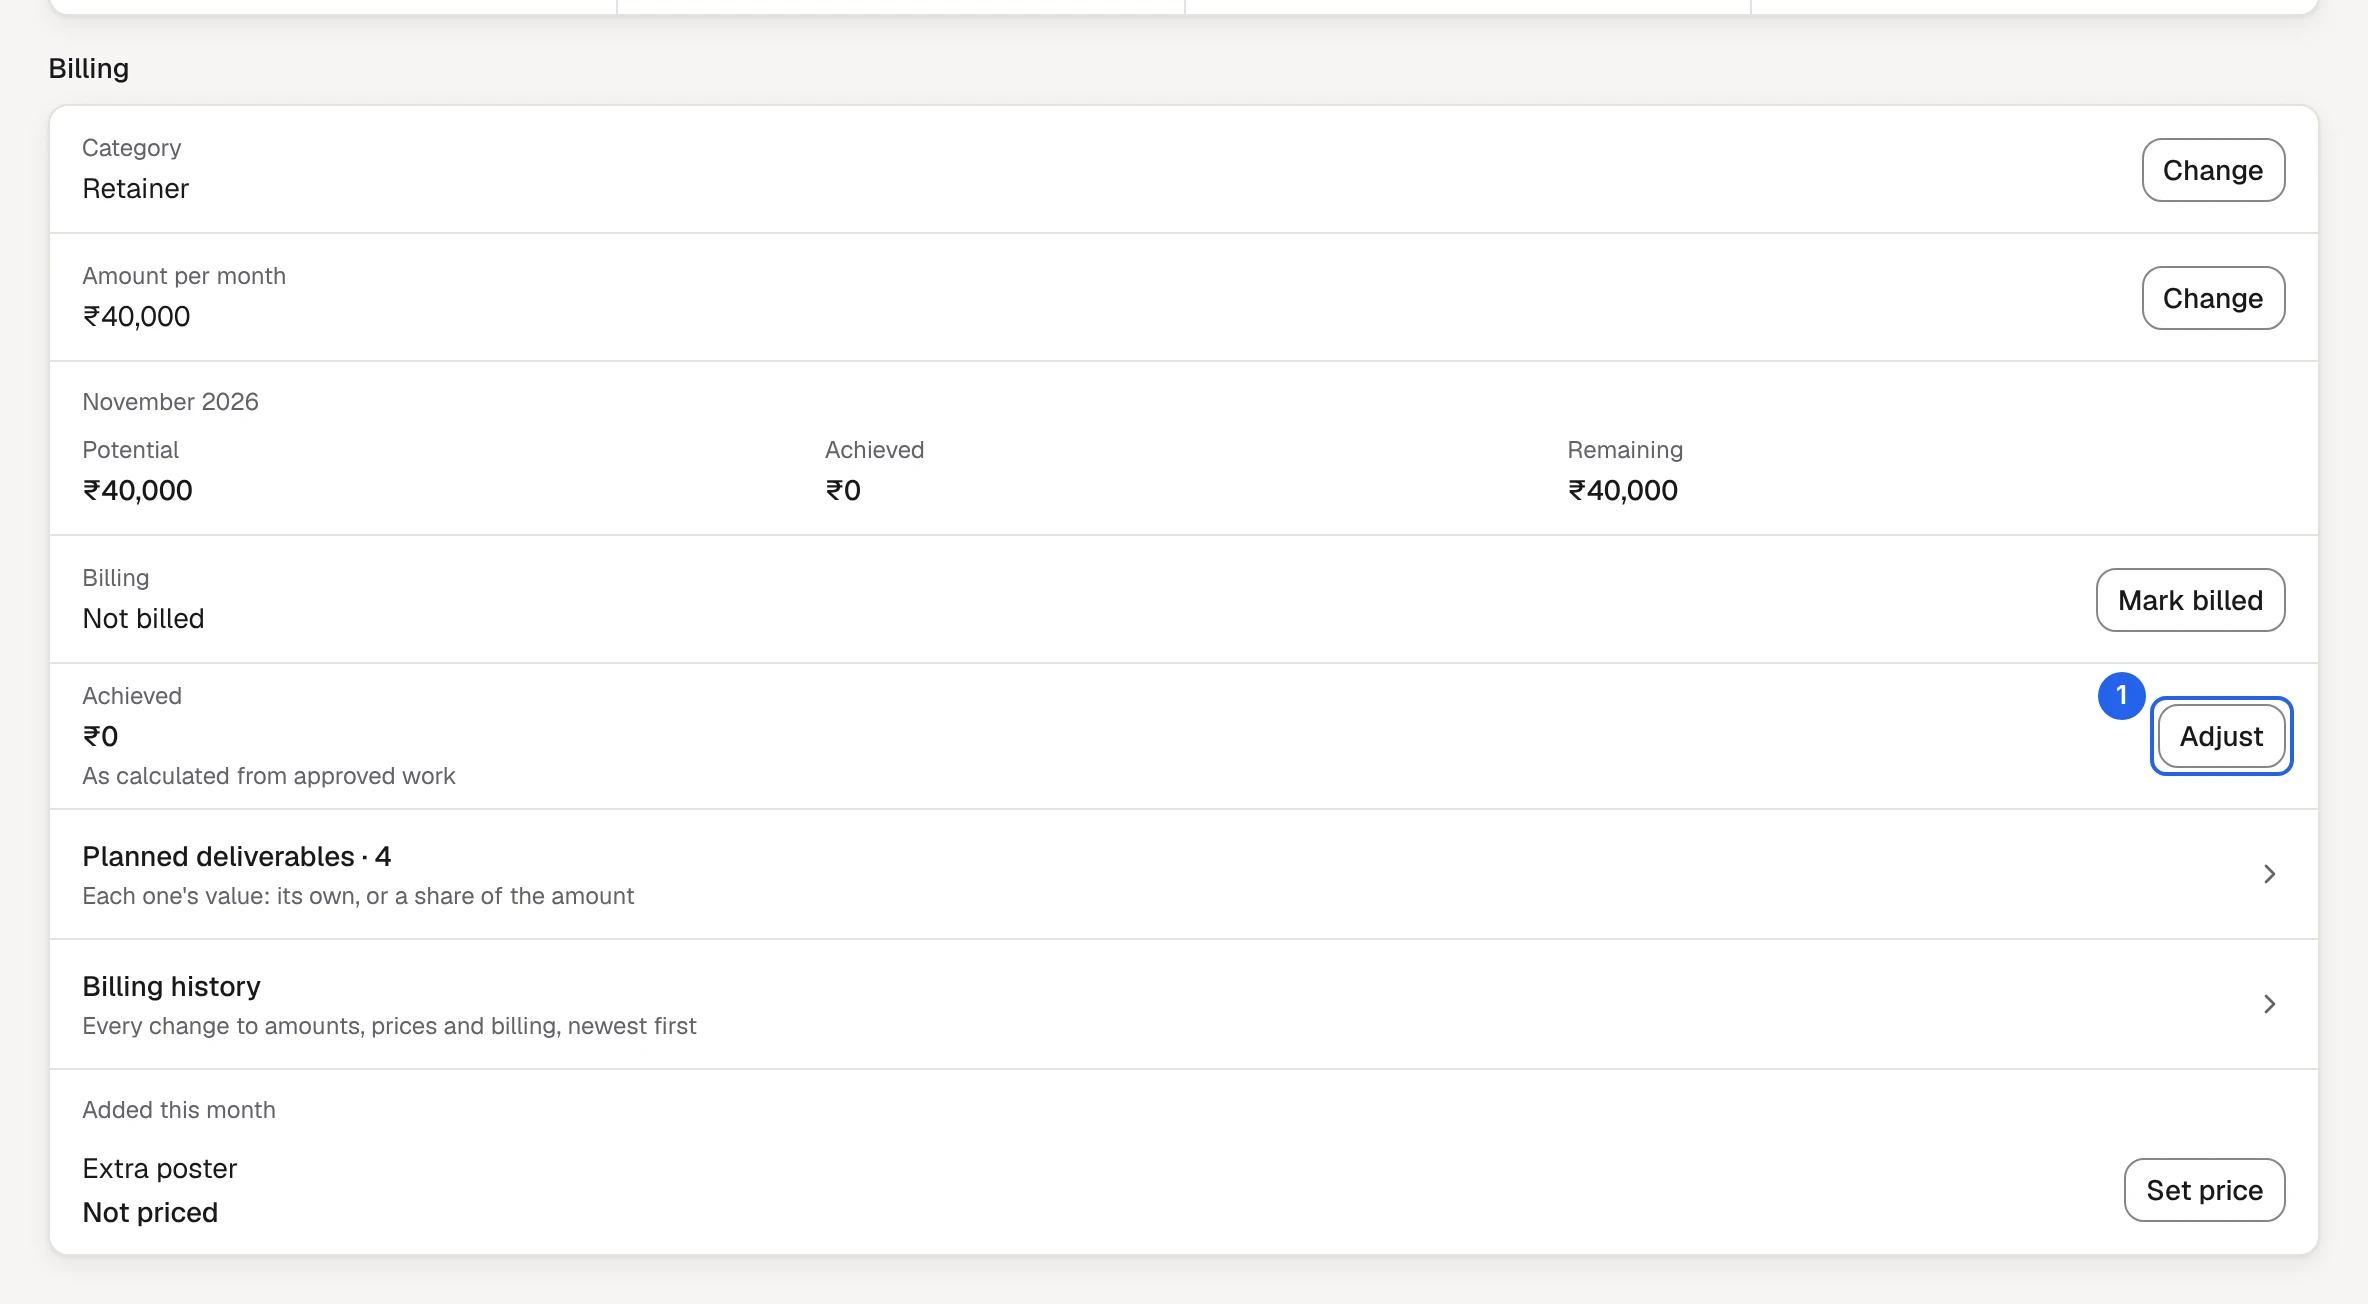 Billing
Category
Retainer
Change
Amount per month
₹40,000
Change
November 2026
Potential
₹40,000
Achieved
₹0
Remaining
₹40,000
Billing
Not billed
Mark billed
Achieved
₹0
As calculated from approved work
1
Adjust
Planned deliverables · 4
Each one's value: its own, or a share of the amount
Billing history
Every change to amounts, prices and billing, newest first
Added this month
Extra poster
Not priced
Set price